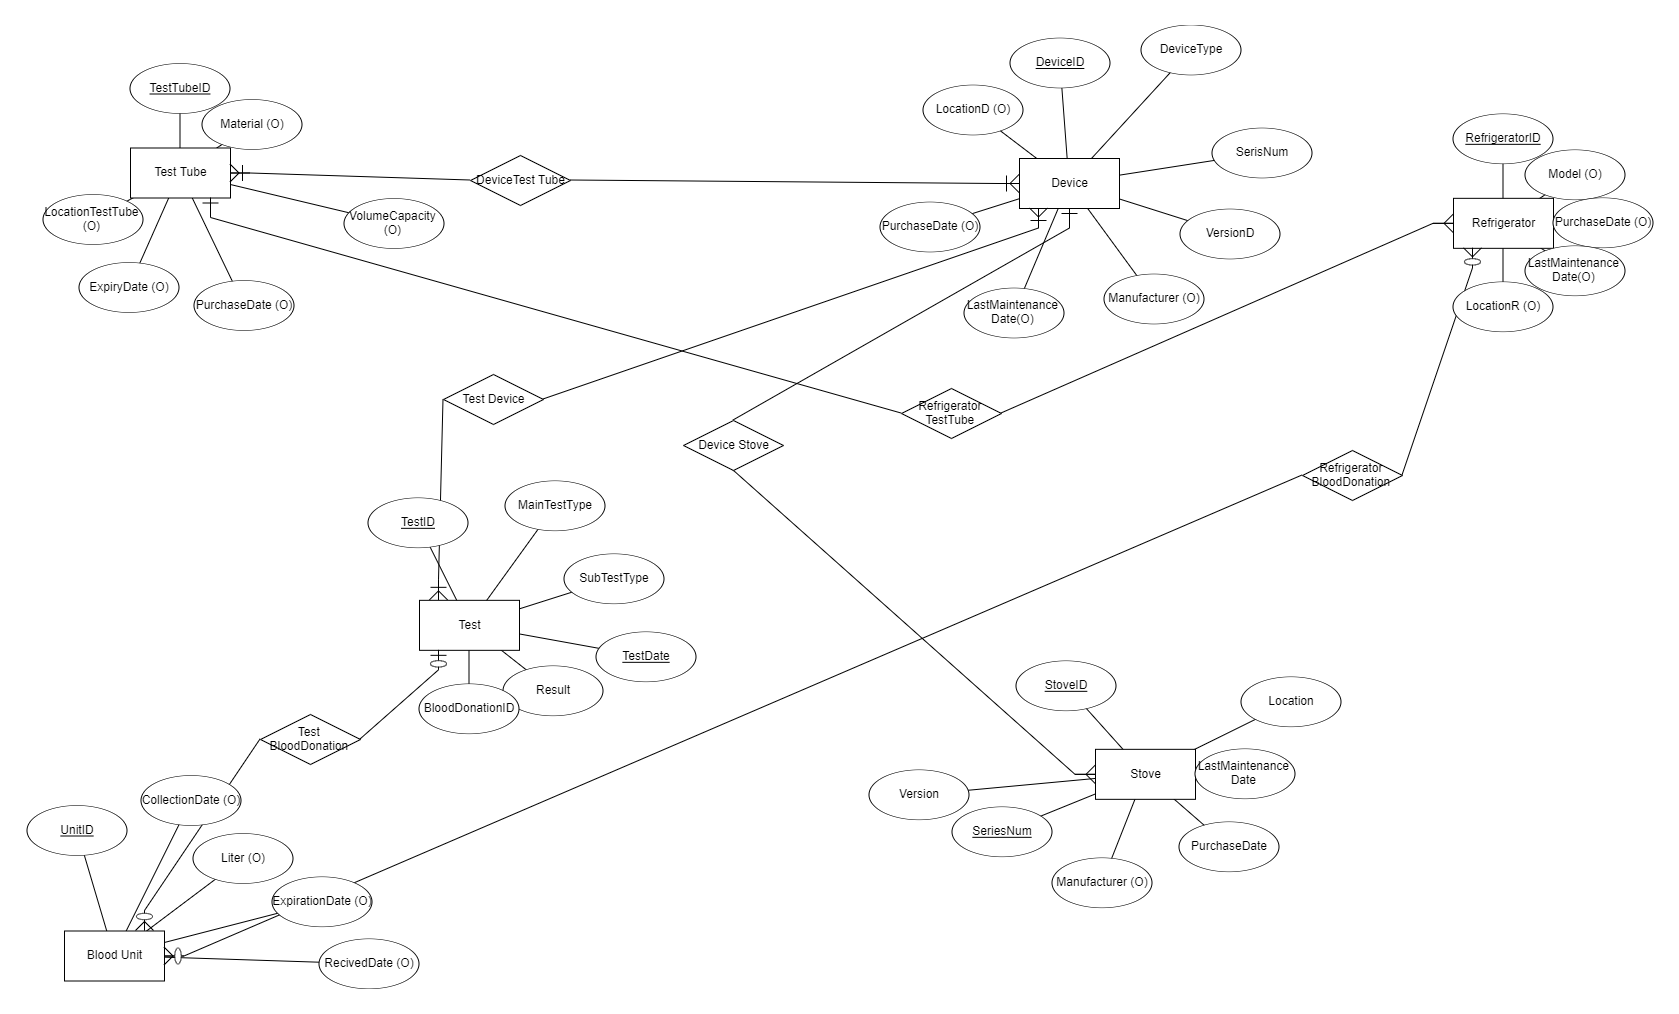 DeviceType
DeviceID
TestTubeID
LocationD (O)
Material (O)
RefrigeratorID
SerisNum
Test Tube
DeviceTest Tube
Device
Model (O)
LocationTestTube
(O)
VolumeCapacity
(O)
PurchaseDate (O)
VersionD
Refrigerator
PurchaseDate (O)
ExpiryDate (O)
PurchaseDate (O)
LastMaintenance
Date(O)
Manufacturer (O)
LastMaintenance
Date(O)
LocationR (O)
Test Device
Refrigerator
TestTube
Device Stove
Refrigerator
BloodDonation
TestID
MainTestType
SubTestType
Test
TestDate
Result
BloodDonationID
StoveID
Location
Test
BloodDonation
Stove
LastMaintenance
Date
Version
CollectionDate (O)
UnitID
SeriesNum
PurchaseDate
Liter (O)
Manufacturer (O)
ExpirationDate (O)
Blood Unit
RecivedDate (O)